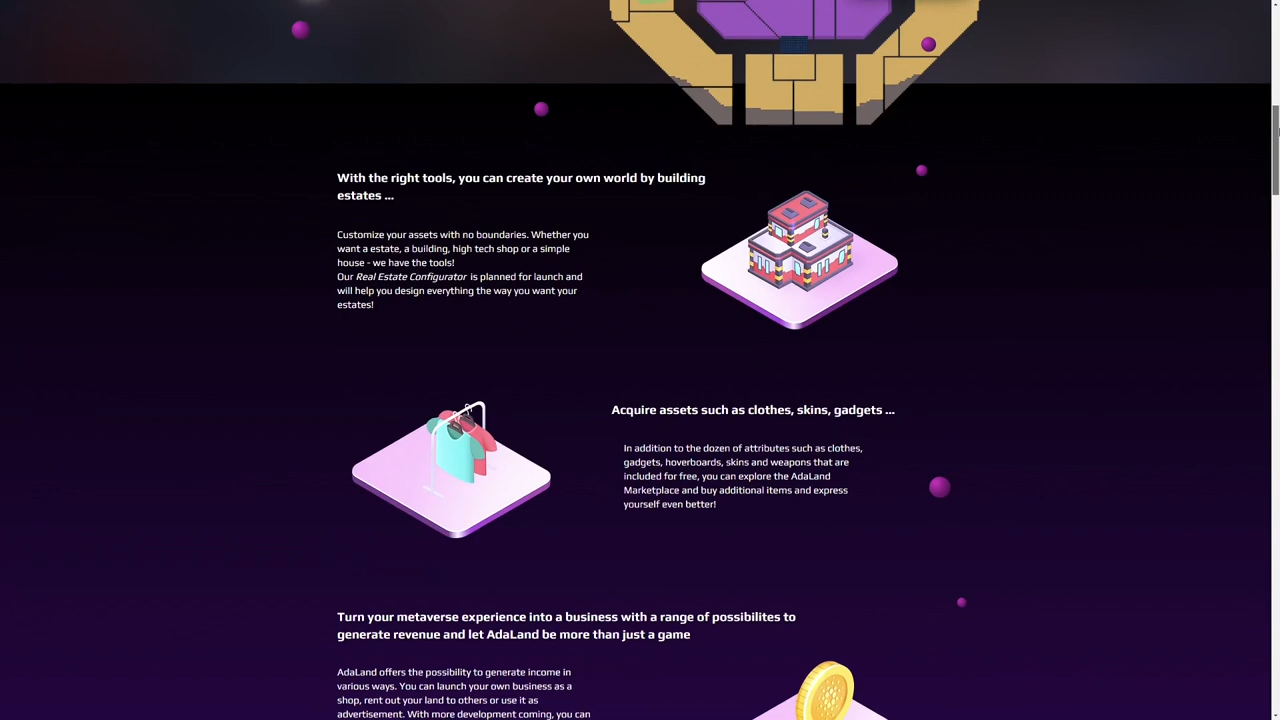 With the right tools, you can create your own world by building
estates ...
Customize your assets with no boundaries. Whether you
want a estate, a building, high tech shop or a simple
house - we have the tools!
Our Real Estate Configurator is planned for launch and
will help you design everything the way you want your
estates!
Acquire assets such as clothes, skins, gadgets ...
In addition to the dozen of attributes such as clothes,
gadgets, hoverboards, skins and weapons that are
included for free, you can explore the AdaLand
Marketplace and buy additional items and express
yourself even better!
Turn your metaverse experience into a business with a range of possibilites to
generate revenue and let AdaLand be more than just a game
AdaLand offers the possibility to generate income in
various ways. You can launch your own business as a
shop, rent out your land to others or use it as
advertisement. With more development coming, you can